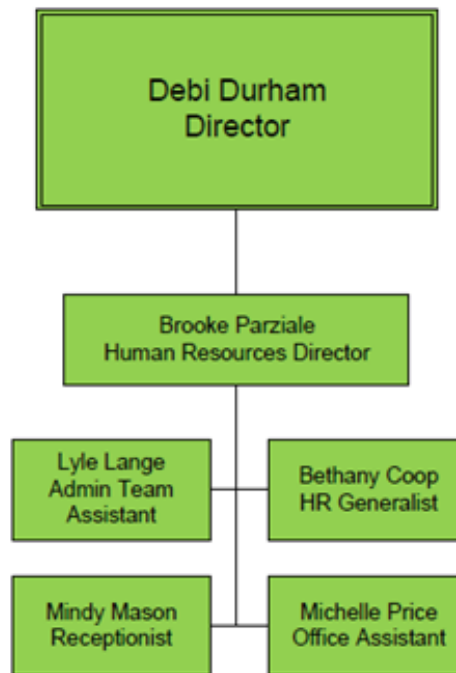 Debi Durham
Director
Brooke Parziale
Human Resources Director
Lyle Lange
Admin Team
Assistant
Bethany Coop
HR Generalist
Mindy Mason
Receptionist
Michelle Price
Office Assistant